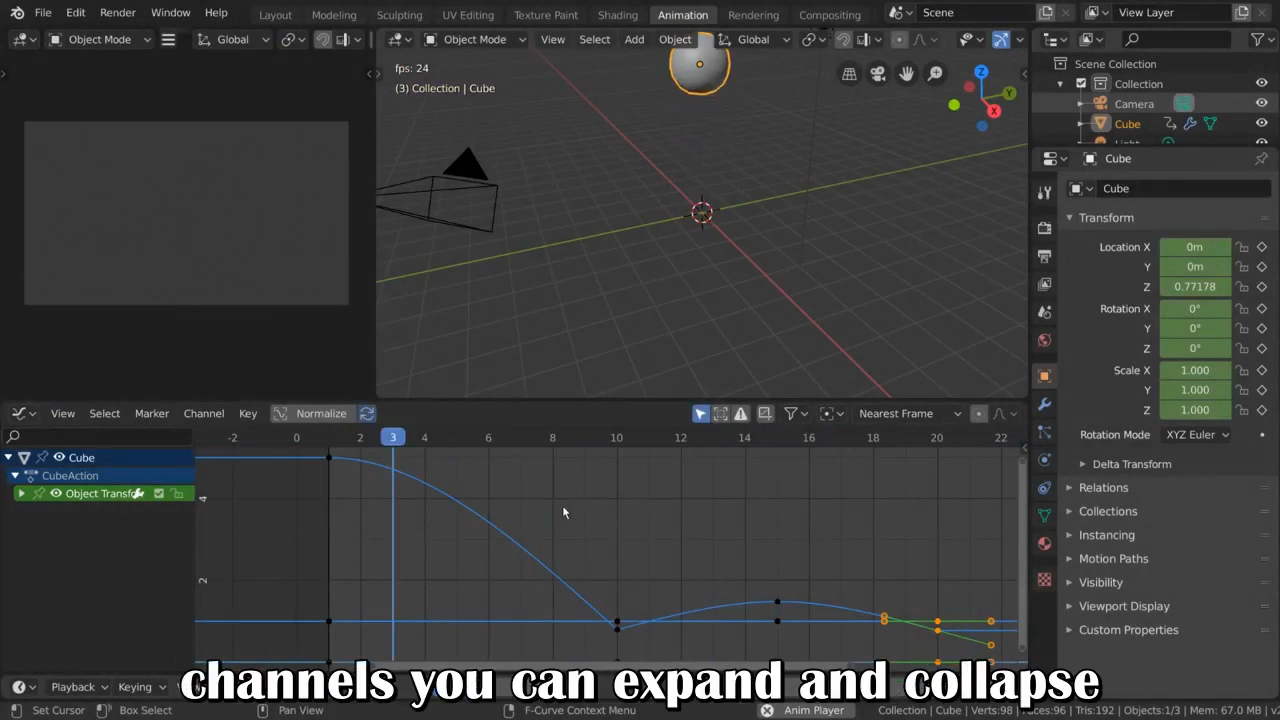 File Edit Render Window Help Layout Modeling Sculpting UV Editing Texture Paint Shading Animation Rendering Compositing Scene View Layer
Object Mode Global Object Mode View Select Add Object Global
fps: 24
(3) Collection | Cube
Z
Y
X
Scene Collection
Collection
Camera
Cube
Light
Cube
Cube
Transform
Location X 0m
Y 0m
Z 0.77178
Rotation X 0°
Y 0°
Z 0°
Scale X 1.000
Y 1.000
Z 1.000
Rotation Mode XYZ Euler
Delta Transform
Relations
Collections
Instancing
Motion Paths
Visibility
Viewport Display
Custom Properties
View Select Marker Channel Key Normalize Nearest Frame
-2 0 2 3 4 6 8 10 12 14 16 18 20 22
Cube
CubeAction
Object Transfo
4
2
channels you can expand and collapse
Playback Keying Anim Player
Set Cursor Box Select Pan View F-Curve Context Menu Collection | Cube | Verts:98 | Faces:96 | Tris:192 | Objects:1/3 | Mem: 67.0 MB